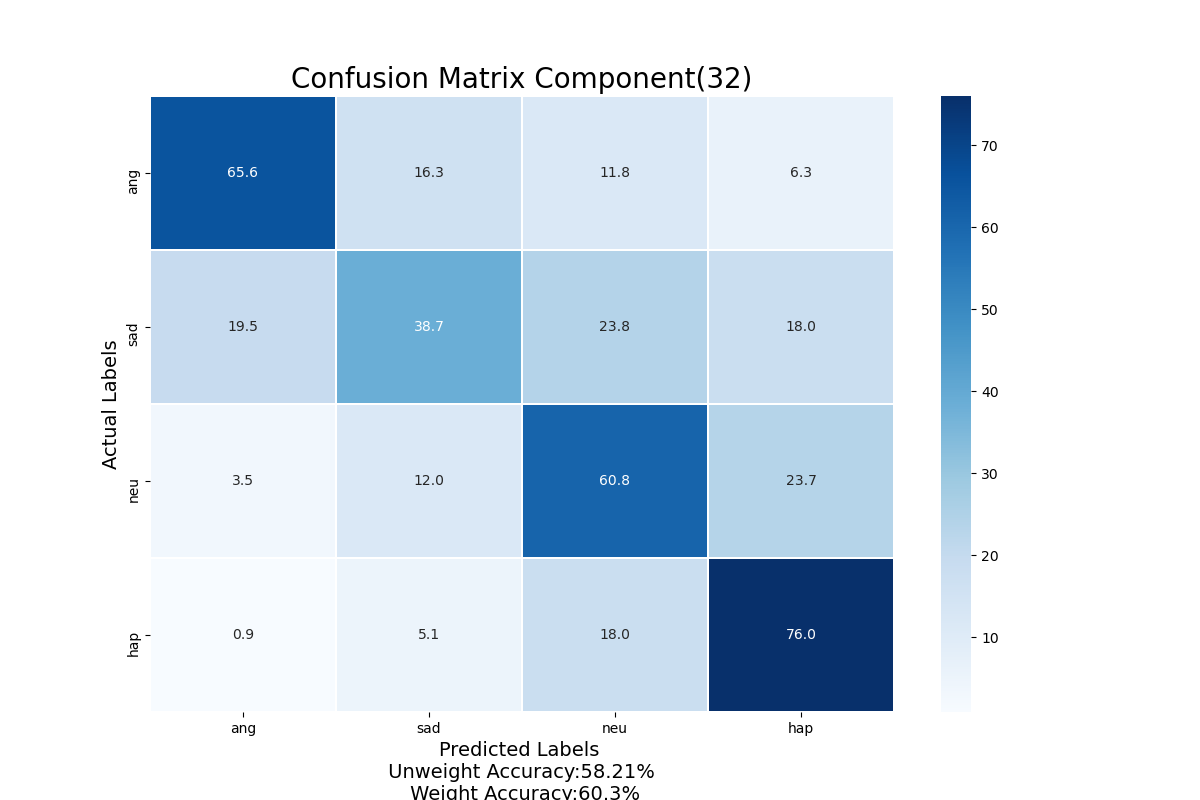 Confusion Matrix Component(32)
ang 65.6 16.3 11.8 6.3
sad 19.5 38.7 23.8 18.0
neu 3.5 12.0 60.8 23.7
hap 0.9 5.1 18.0 76.0
ang sad neu hap
Actual Labels
Predicted Labels
Unweight Accuracy:58.21%
Weight Accuracy:60.3%
70
60
50
40
30
20
10